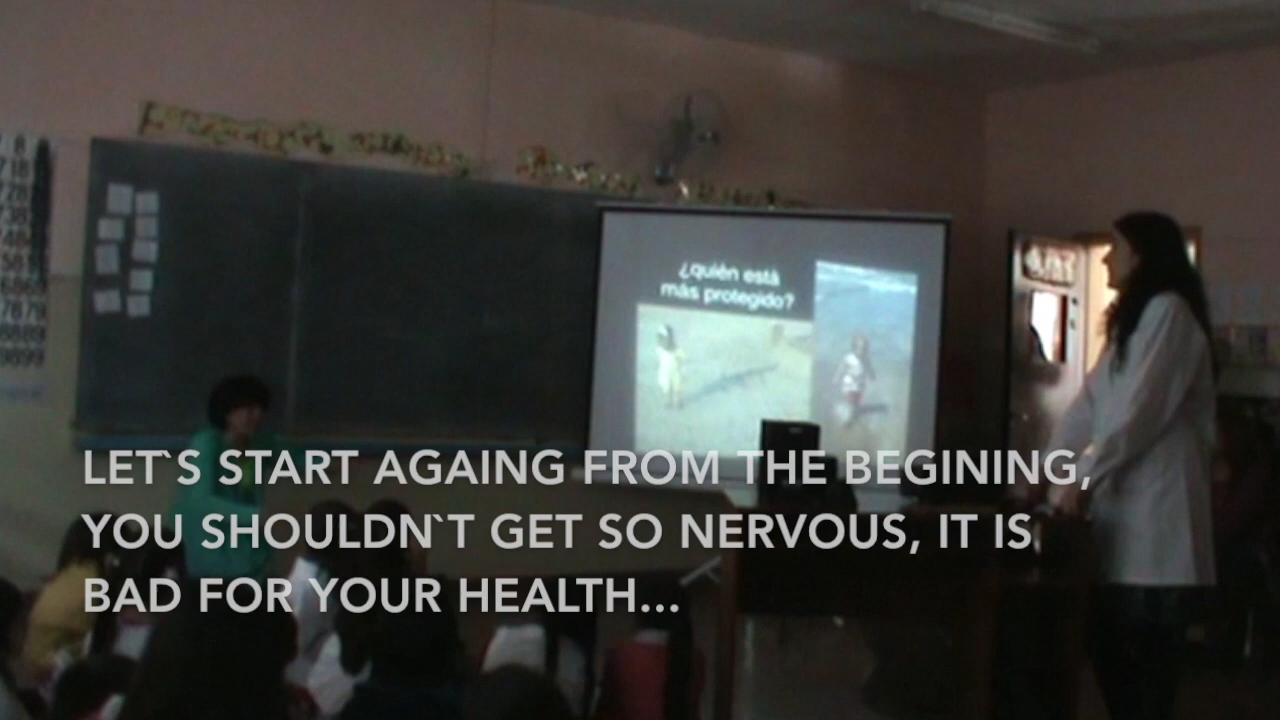 ¿quién está
más protegido?
LET`S START AGAING FROM THE BEGINING,
YOU SHOULDN`T GET SO NERVOUS, IT IS
BAD FOR YOUR HEALTH...